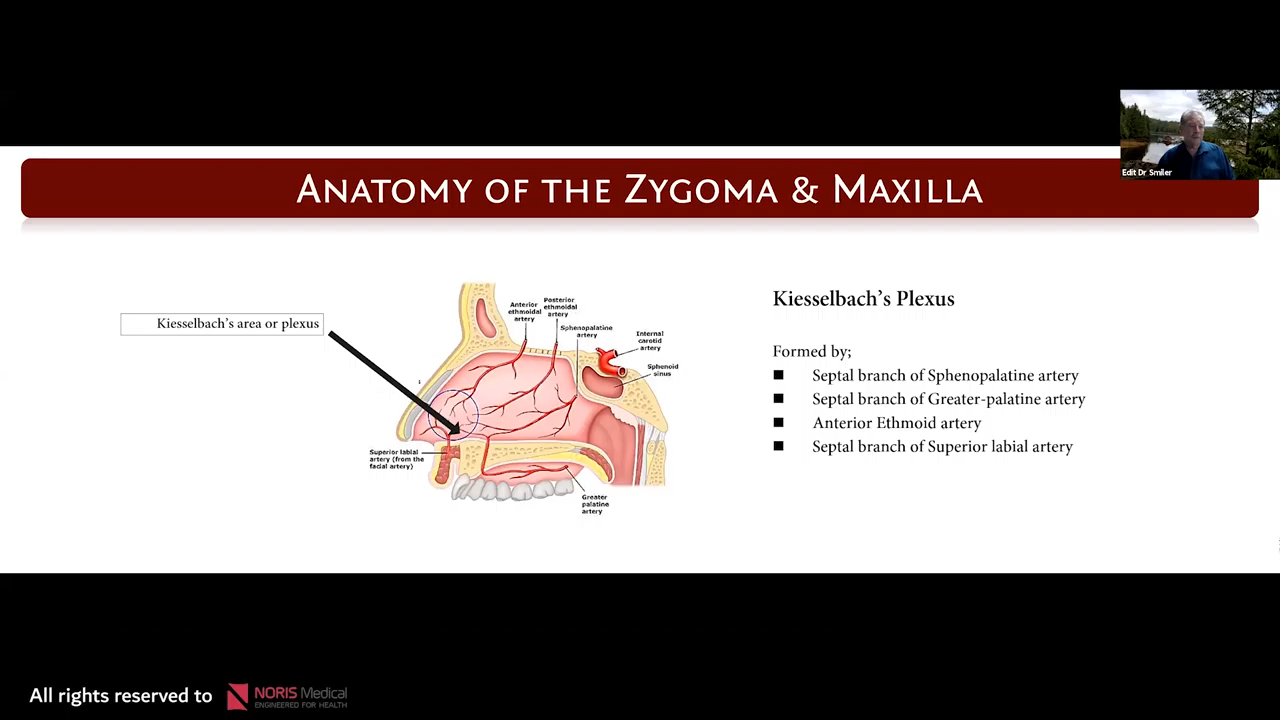 Edit Dr Smiler
ANATOMY OF THE ZYGOMA & MAXILLA
Kiesselbach's area or plexus
Anterior
ethmoidal
artery
Posterior
ethmoidal
artery
Sphenopalatine
artery
Internal
carotid
artery
Sphenoid
sinus
Superior labial
artery (from the
facial artery)
Greater
palatine
artery
Kiesselbach's Plexus
Formed by;
Septal branch of Sphenopalatine artery
Septal branch of Greater-palatine artery
Anterior Ethmoid artery
Septal branch of Superior labial artery
All rights reserved to
NORIS Medical
ENGINEERED FOR HEALTH